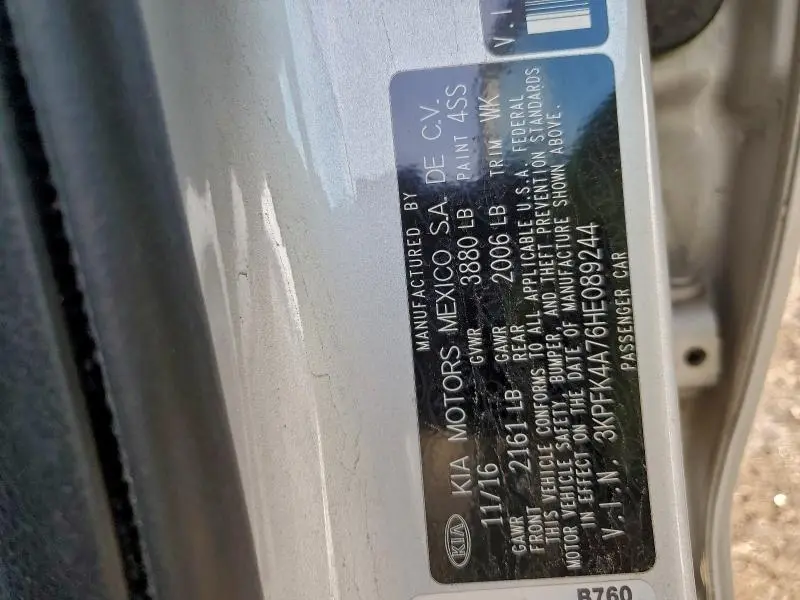 MANUFACTURED BY
KIA KIA MOTORS MEXICO S.A. DE C.V.
11/16 GVWR 3880 LB PAINT 4SS
GAWR FRONT 2161 LB GAWR REAR 2006 LB TRIM WK
THIS VEHICLE CONFORMS TO ALL APPLICABLE U.S.A. FEDERAL
MOTOR VEHICLE SAFETY, BUMPER, AND THEFT PREVENTION STANDARDS
IN EFFECT ON THE DATE OF MANUFACTURE SHOWN ABOVE.
V.I.N. 3KPFK4A76HE089244
PASSENGER CAR
V.I
B760